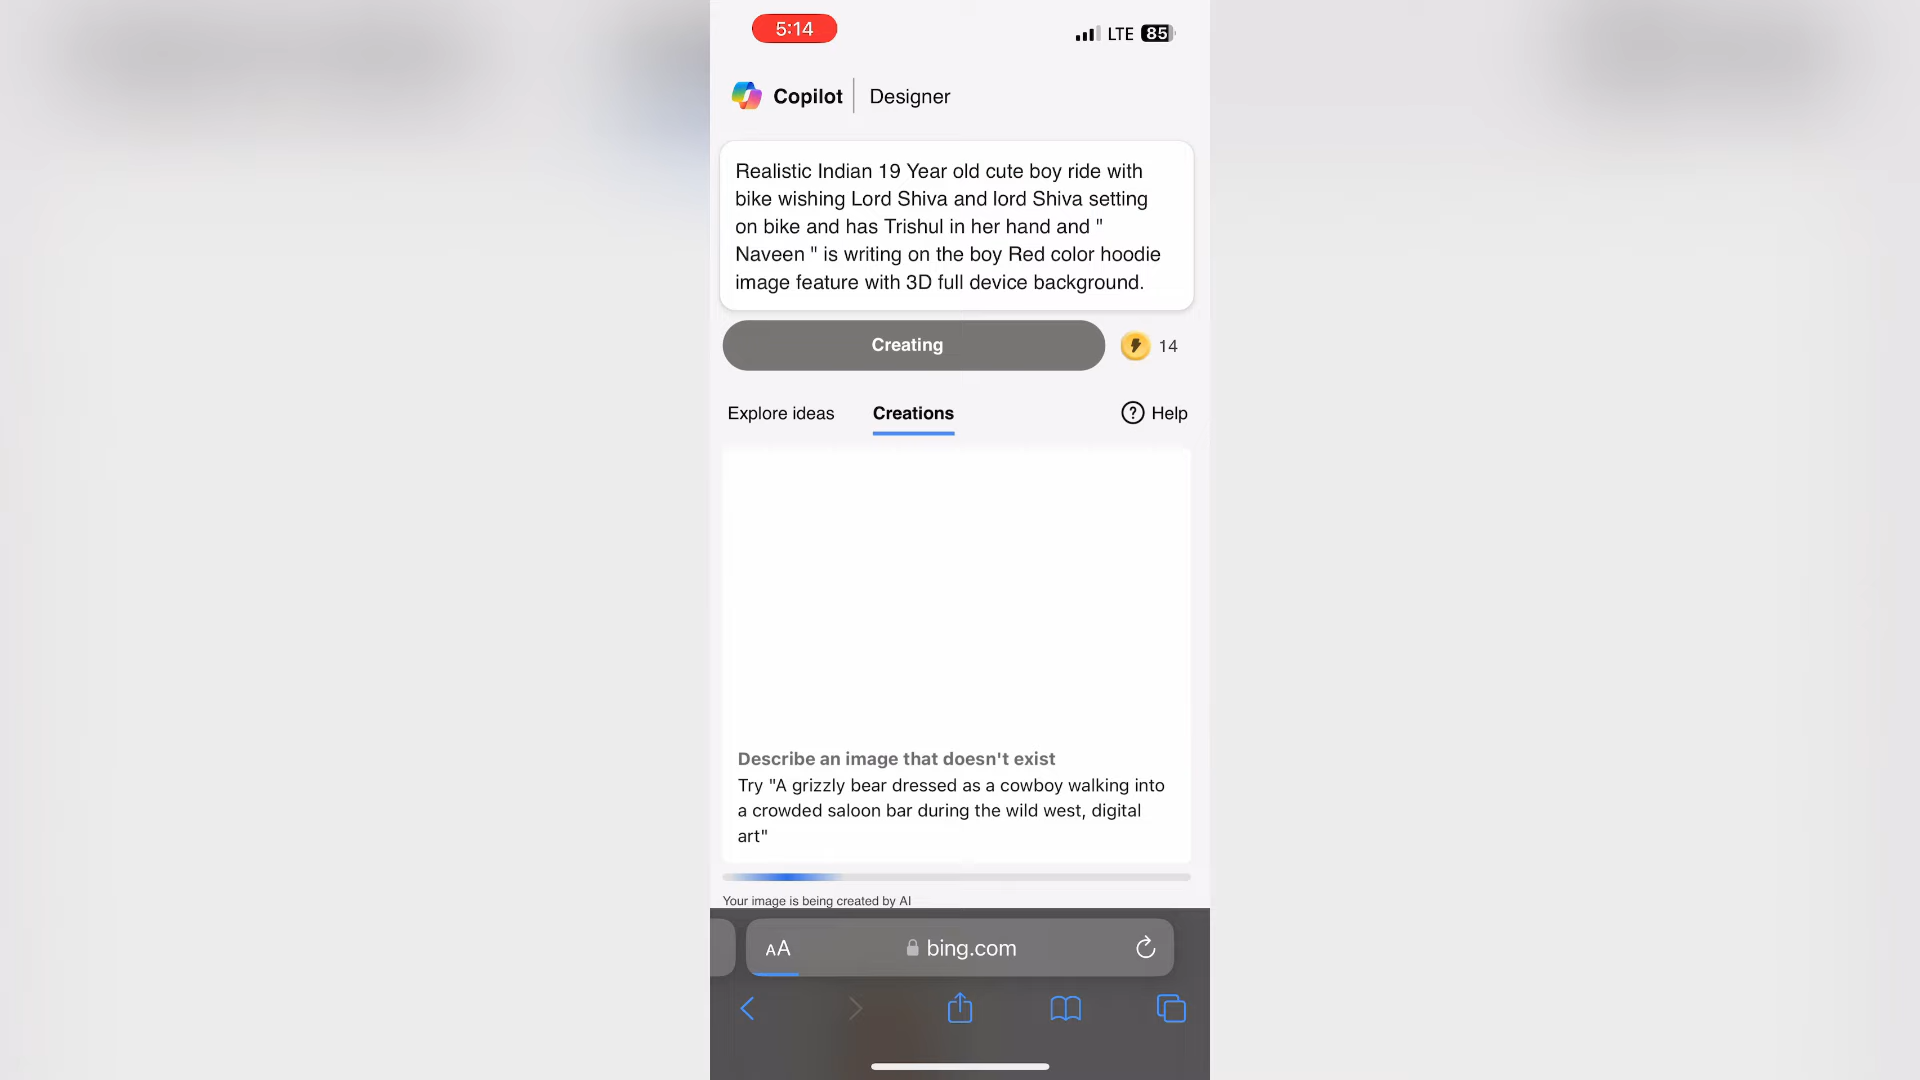 5:14
LTE 85
Copilot | Designer
Realistic Indian 19 Year old cute boy ride with
bike wishing Lord Shiva and lord Shiva setting
on bike and has Trishul in her hand and "
Naveen " is writing on the boy Red color hoodie
image feature with 3D full device background.
Creating
14
Explore ideas
Creations
? Help
Describe an image that doesn't exist
Try "A grizzly bear dressed as a cowboy walking into
a crowded saloon bar during the wild west, digital
art"
Your image is being created by AI
AA
bing.com